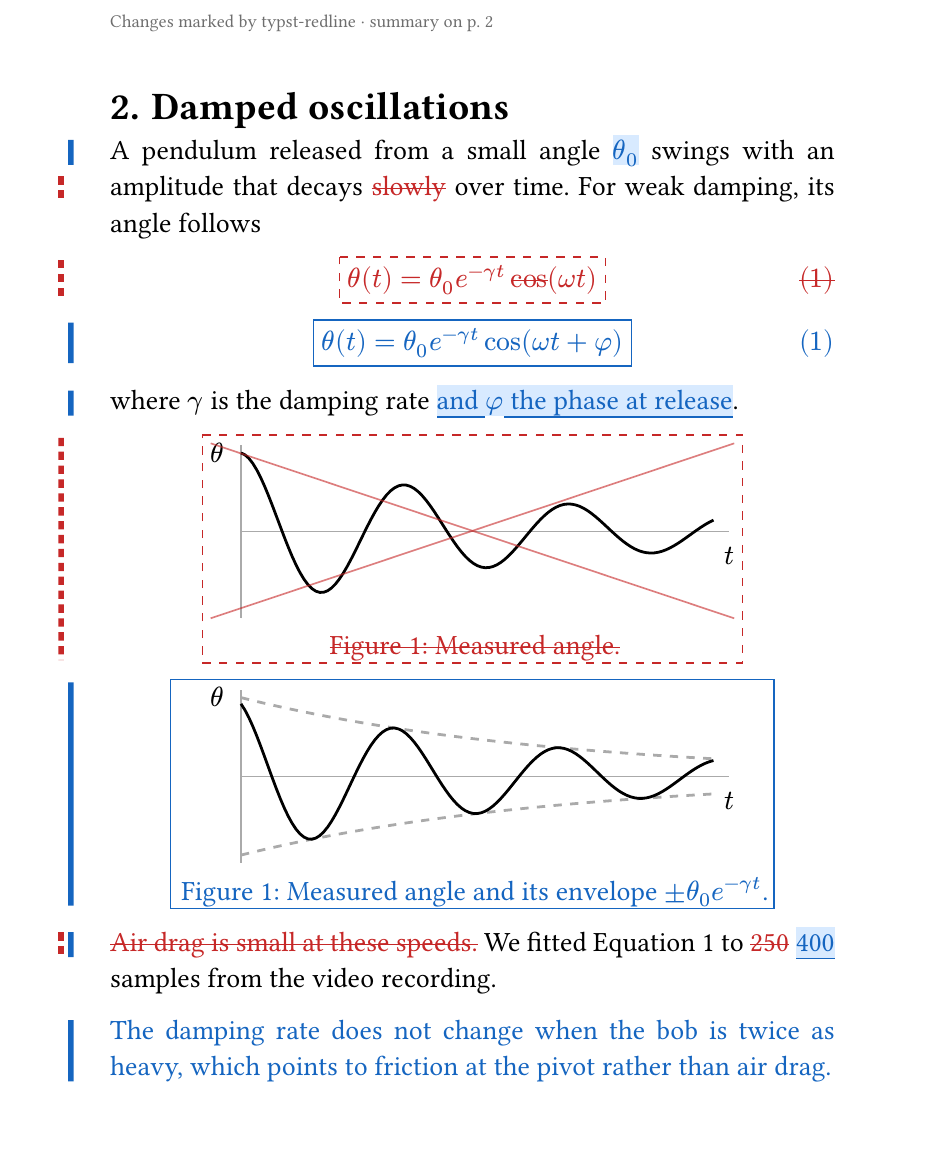 Changes marked by typst-redline · summary on p. 2
2. Damped oscillations
A pendulum released from a small angle θ₀ swings with an
amplitude that decays slowly over time. For weak damping, its
angle follows
θ(t) = θ₀e^{−γt} cos(ωt) (1)
θ(t) = θ₀e^{−γt} cos(ωt + φ) (1)
where γ is the damping rate and φ the phase at release.
θ
t
Figure 1: Measured angle.
θ
t
Figure 1: Measured angle and its envelope ±θ₀e^{−γt}.
Air drag is small at these speeds. We fitted Equation 1 to 250 400
samples from the video recording.
The damping rate does not change when the bob is twice as
heavy, which points to friction at the pivot rather than air drag.